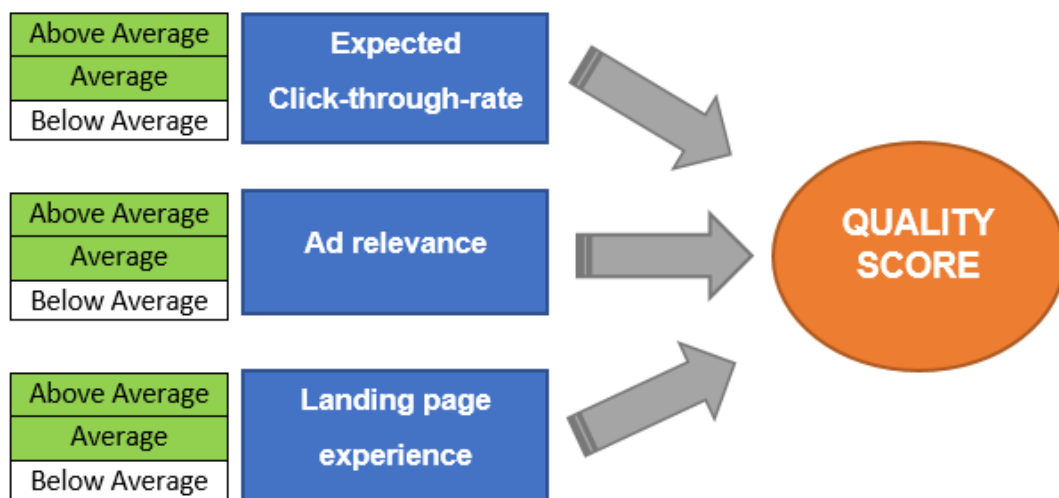 Above Average
Average
Below Average
Expected
Click-through-rate
Above Average
Average
Below Average
Ad relevance
Above Average
Average
Below Average
Landing page
experience
QUALITY
SCORE